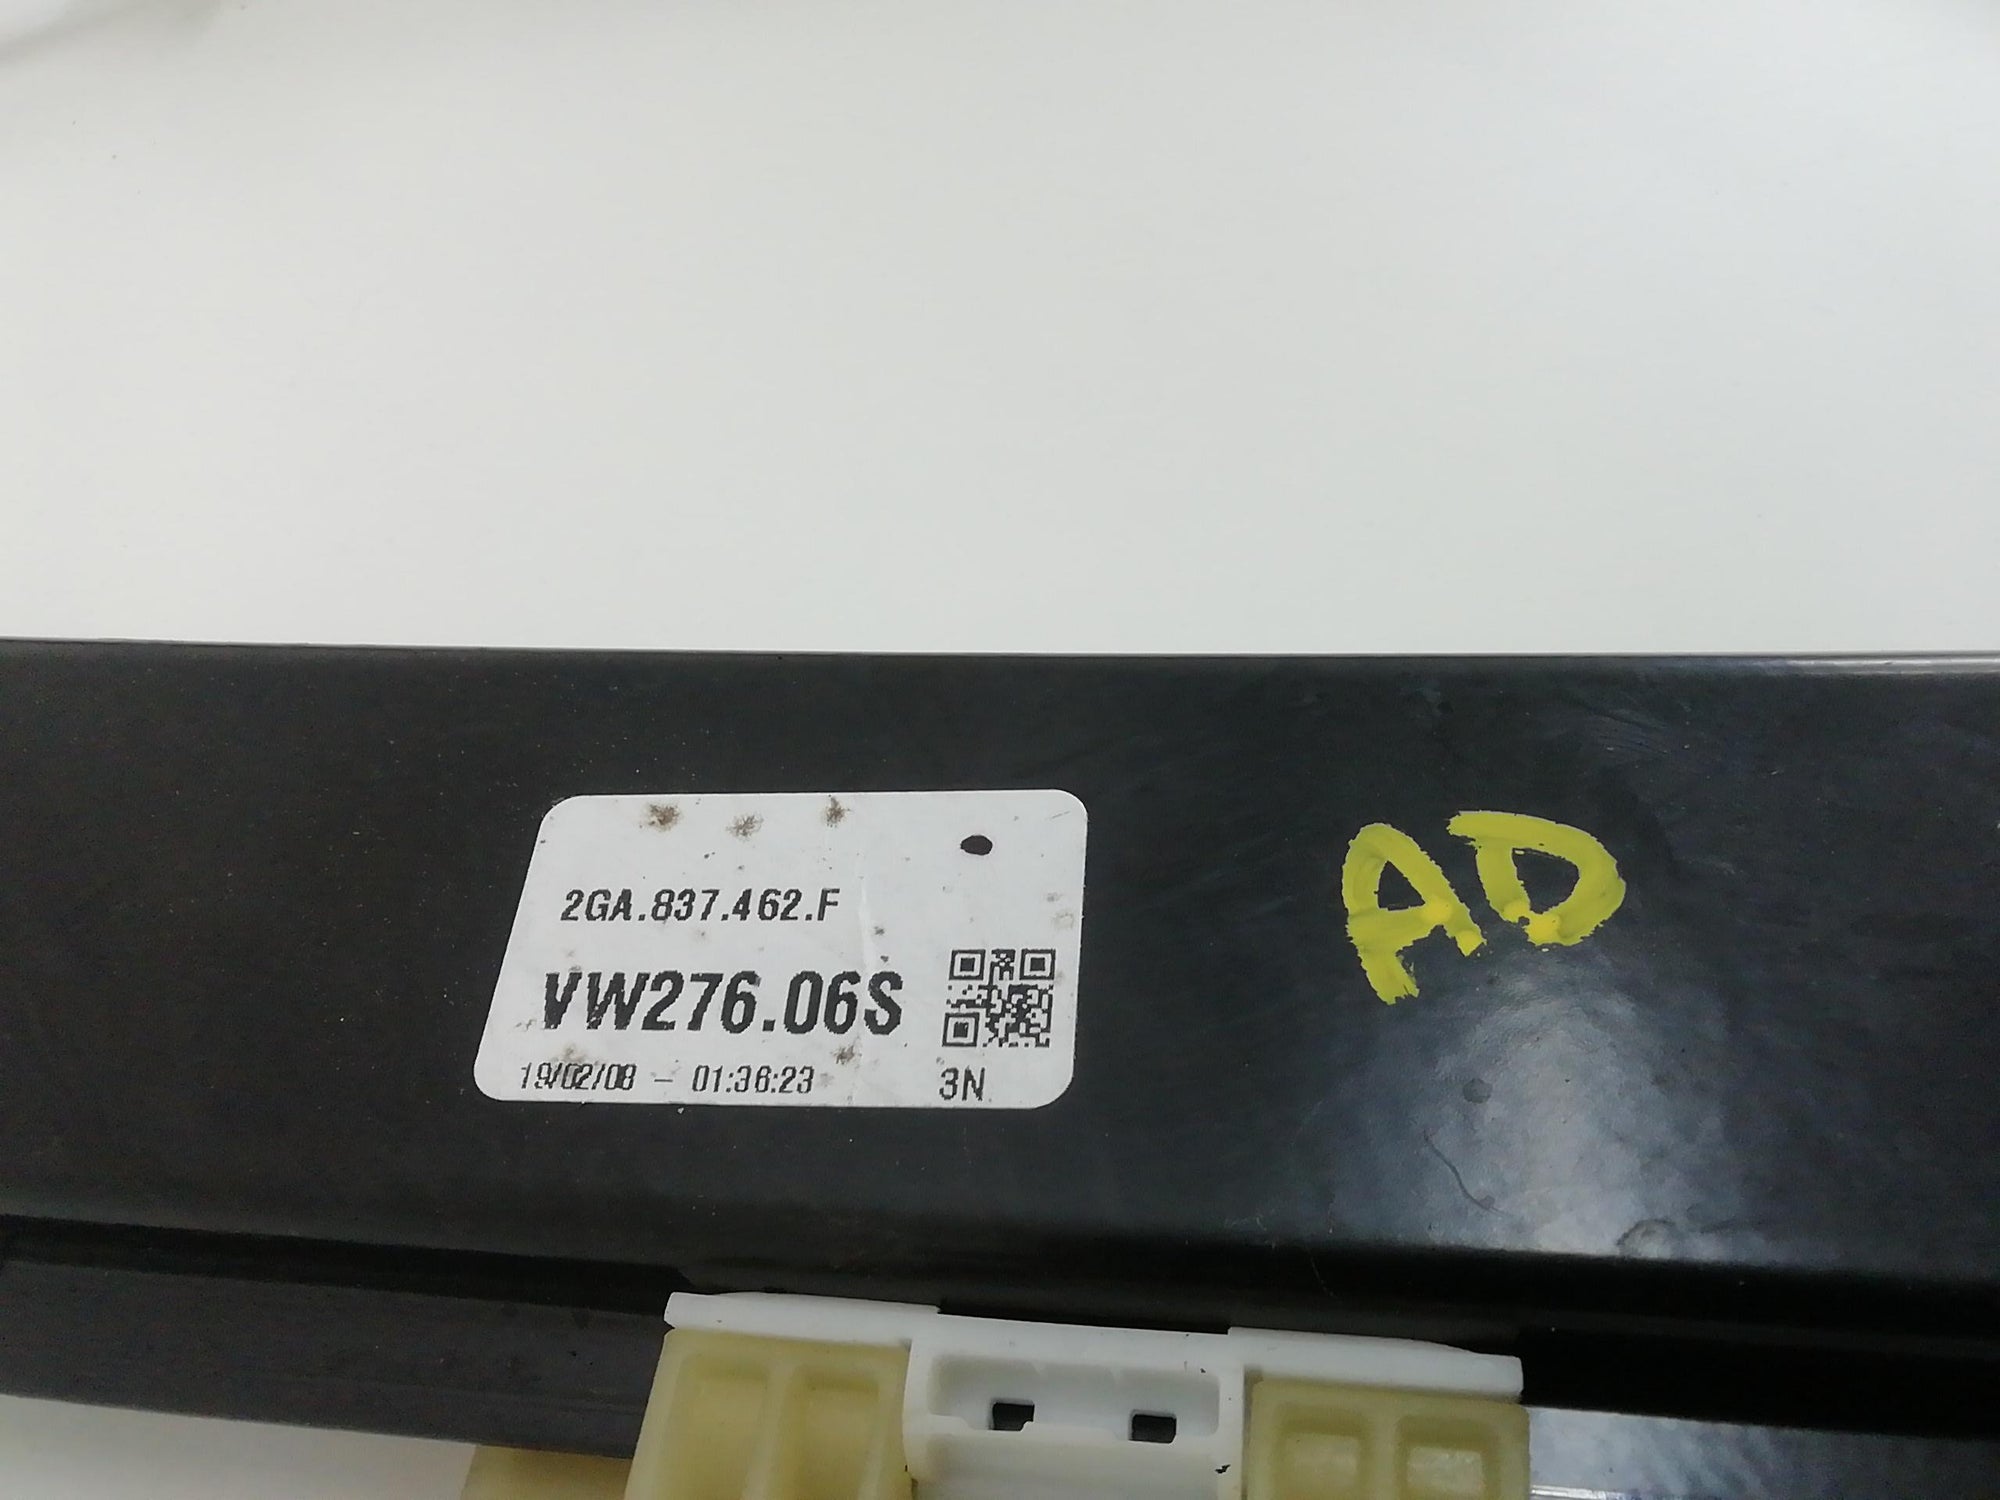 2GA.837.462.F
VW276.06S
19/02/08 - 01:36:23
3N
AD